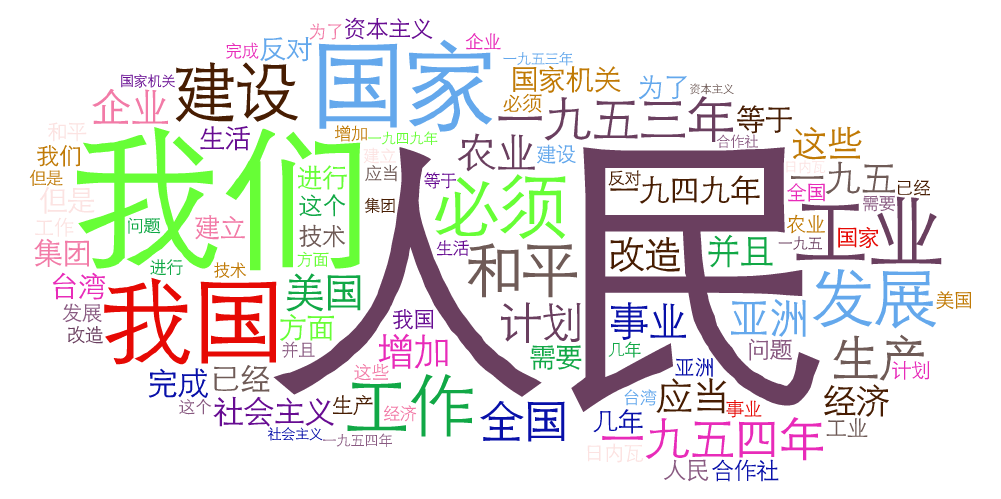 为了
资本主义
完成
反对
企业
国家
一九五三年
国家机关
建设
国家机关
为了
资本主义
企业
必须
一九五三年
等于
和平
生活
增加
一九四九年
合作社
这些
我们
我们
建立
农业
建设
日内瓦
人民
反对
一九五
但是
进行
应当
等于
一九四九年
全国
已经
但是
这个
集团
必须
需要
工作
问题
建立
技术
农业
工业
集团
方面
生活
和平
改造
并且
一九五
国家
进行
技术
台湾
美国
发展
美国
发展
我国
方面
我国
计划
事业
亚洲
改造
并且
增加
需要
几年
问题
生产
完成
已经
这些
亚洲
计划
这个
社会主义
生产
工作
经济
全国
台湾
应当
事业
经济
几年
社会主义
一九五四年
一九五四年
工业
日内瓦
人民
合作社